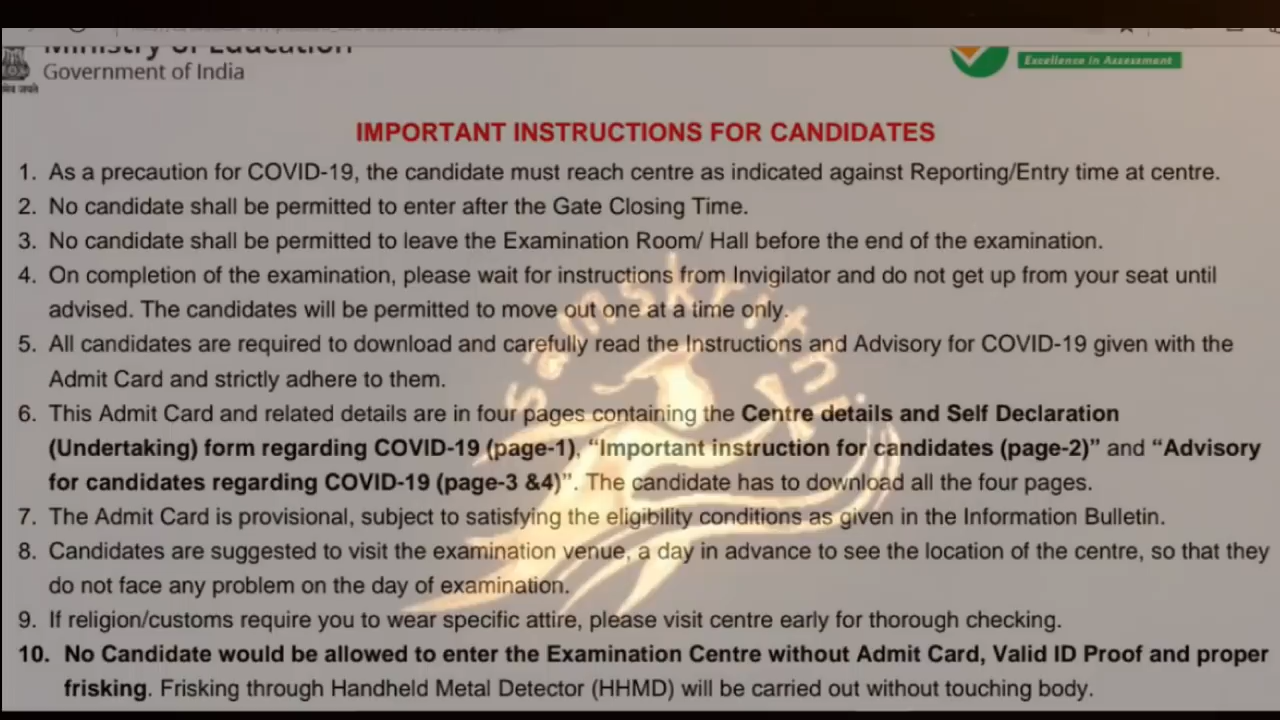 Ministry of Education
Government of India
Excellence in Assessment
IMPORTANT INSTRUCTIONS FOR CANDIDATES
1. As a precaution for COVID-19, the candidate must reach centre as indicated against Reporting/Entry time at centre.
2. No candidate shall be permitted to enter after the Gate Closing Time.
3. No candidate shall be permitted to leave the Examination Room/ Hall before the end of the examination.
4. On completion of the examination, please wait for instructions from Invigilator and do not get up from your seat until
advised. The candidates will be permitted to move out one at a time only.
5. All candidates are required to download and carefully read the Instructions and Advisory for COVID-19 given with the
Admit Card and strictly adhere to them.
6. This Admit Card and related details are in four pages containing the Centre details and Self Declaration
(Undertaking) form regarding COVID-19 (page-1), “Important instruction for candidates (page-2)” and “Advisory
for candidates regarding COVID-19 (page-3 &4)”. The candidate has to download all the four pages.
7. The Admit Card is provisional, subject to satisfying the eligibility conditions as given in the Information Bulletin.
8. Candidates are suggested to visit the examination venue, a day in advance to see the location of the centre, so that they
do not face any problem on the day of examination.
9. If religion/customs require you to wear specific attire, please visit centre early for thorough checking.
10. No Candidate would be allowed to enter the Examination Centre without Admit Card, Valid ID Proof and proper
frisking. Frisking through Handheld Metal Detector (HHMD) will be carried out without touching body.
samskrithi